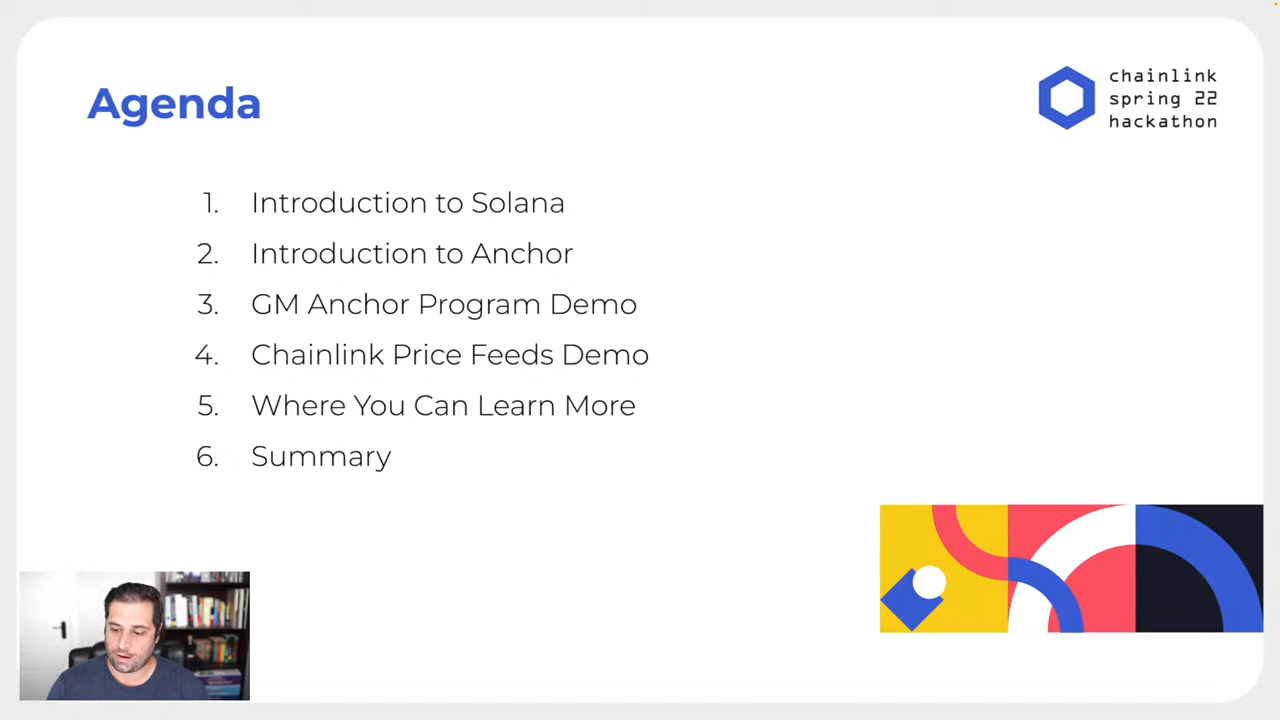 Agenda
chainlink
spring 22
hackathon
1. Introduction to Solana
2. Introduction to Anchor
3. GM Anchor Program Demo
4. Chainlink Price Feeds Demo
5. Where You Can Learn More
6. Summary